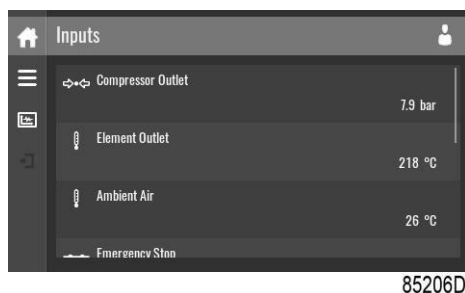 Inputs
Compressor Outlet
7.9 bar
Element Outlet
218 °C
Ambient Air
26 °C
Emergency Stop
85206D